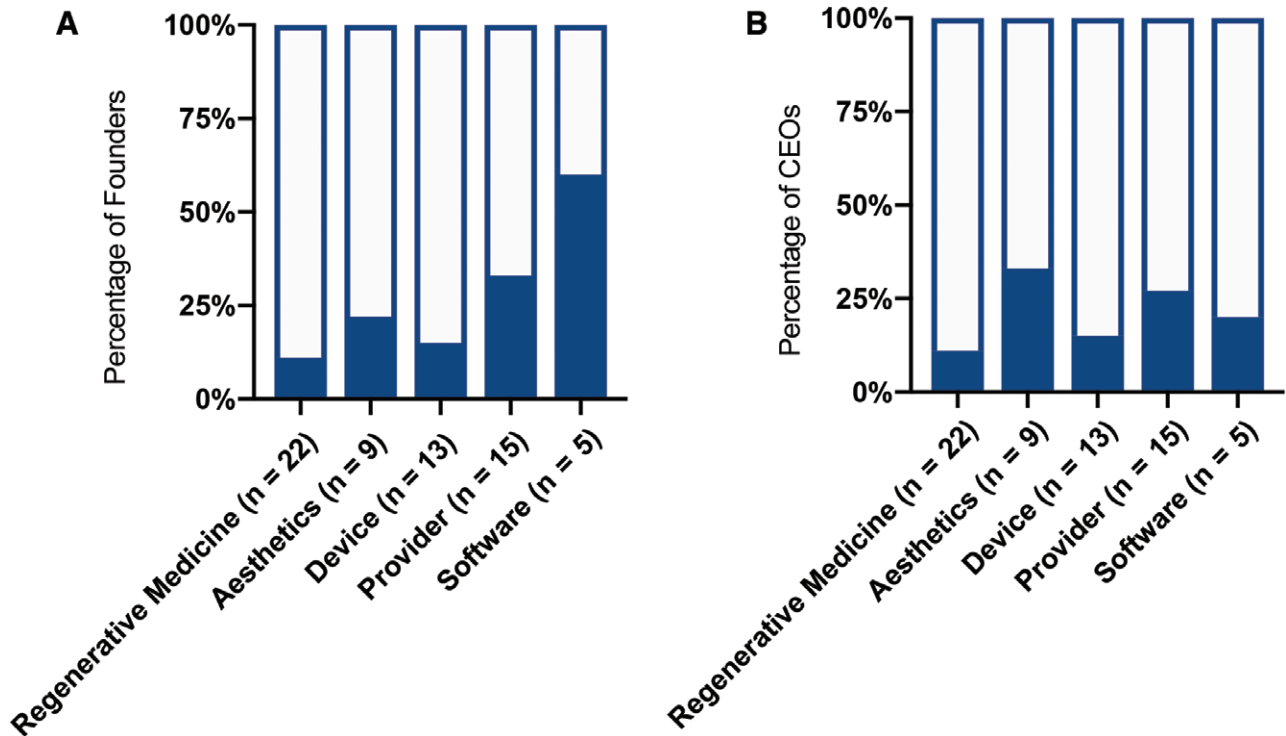 A
Percentage of Founders
100%
75%
50%
25%
0%
Regenerative Medicine (n = 22)
Aesthetics (n = 9)
Device (n = 13)
Provider (n = 15)
Software (n = 5)
B
Percentage of CEOs
100%
75%
50%
25%
0%
Regenerative Medicine (n = 22)
Aesthetics (n = 9)
Device (n = 13)
Provider (n = 15)
Software (n = 5)